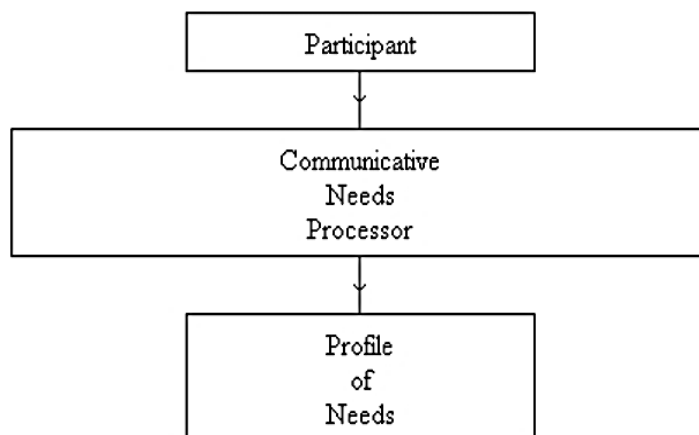 Participant
Communicative
Needs
Processor
Profile
of
Needs